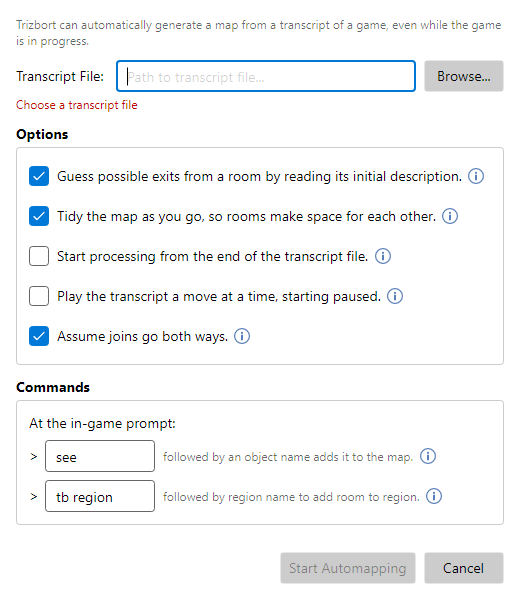 Trizbort can automatically generate a map from a transcript of a game, even while the game
is in progress.
Transcript File: Path to transcript file... Browse...
Choose a transcript file
Options
Guess possible exits from a room by reading its initial description.
Tidy the map as you go, so rooms make space for each other.
Start processing from the end of the transcript file.
Play the transcript a move at a time, starting paused.
Assume joins go both ways.
Commands
At the in-game prompt:
> see followed by an object name adds it to the map.
> tb region followed by region name to add room to region.
Start Automapping Cancel